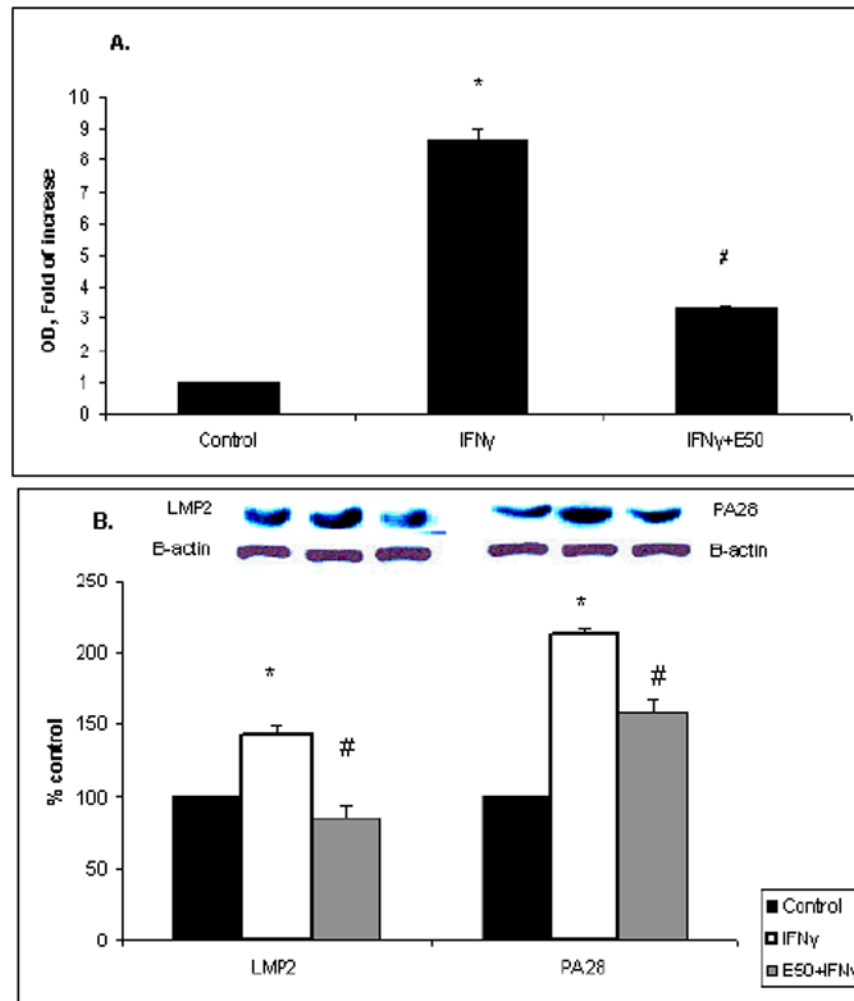 A.
*
10
9
8
7
6
5
4
3
2
1
0
OD, Fold of increase
≠
Control IFNγ IFNγ+E50
B.
LMP2 PA28
B-actin B-actin
250
200
150
100
50
0
% control
* #
* #
LMP2 PA28
Control
IFNγ
E50+IFNγ